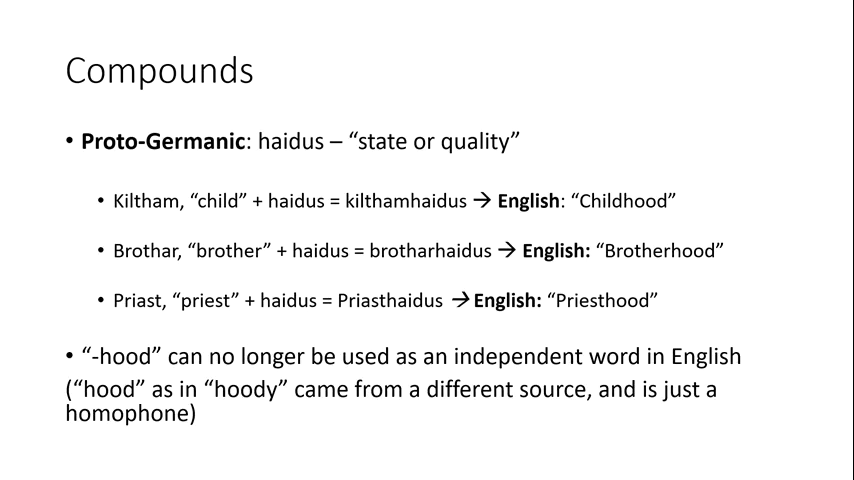 Compounds
• Proto-Germanic: haidus – “state or quality”
• Kiltham, “child” + haidus = kilthamhaidus → English: “Childhood”
• Brothar, “brother” + haidus = brotharhaidus → English: “Brotherhood”
• Priast, “priest” + haidus = Priasthaidus → English: “Priesthood”
• “-hood” can no longer be used as an independent word in English
(“hood” as in “hoody” came from a different source, and is just a
homophone)